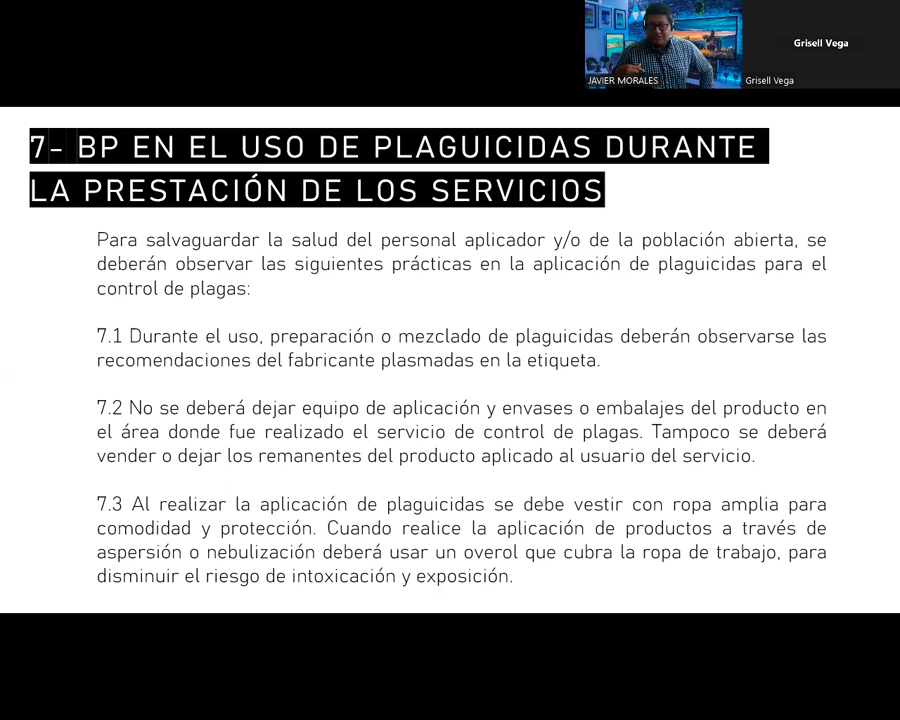 Grisell Vega
JAVIER MORALES
Grisell Vega
7- BP EN EL USO DE PLAGUICIDAS DURANTE
LA PRESTACIÓN DE LOS SERVICIOS
Para salvaguardar la salud del personal aplicador y/o de la población abierta, se
deberán observar las siguientes prácticas en la aplicación de plaguicidas para el
control de plagas:
7.1 Durante el uso, preparación o mezclado de plaguicidas deberán observarse las
recomendaciones del fabricante plasmadas en la etiqueta.
7.2 No se deberá dejar equipo de aplicación y envases o embalajes del producto en
el área donde fue realizado el servicio de control de plagas. Tampoco se deberá
vender o dejar los remanentes del producto aplicado al usuario del servicio.
7.3 Al realizar la aplicación de plaguicidas se debe vestir con ropa amplia para
comodidad y protección. Cuando realice la aplicación de productos a través de
aspersión o nebulización deberá usar un overol que cubra la ropa de trabajo, para
disminuir el riesgo de intoxicación y exposición.